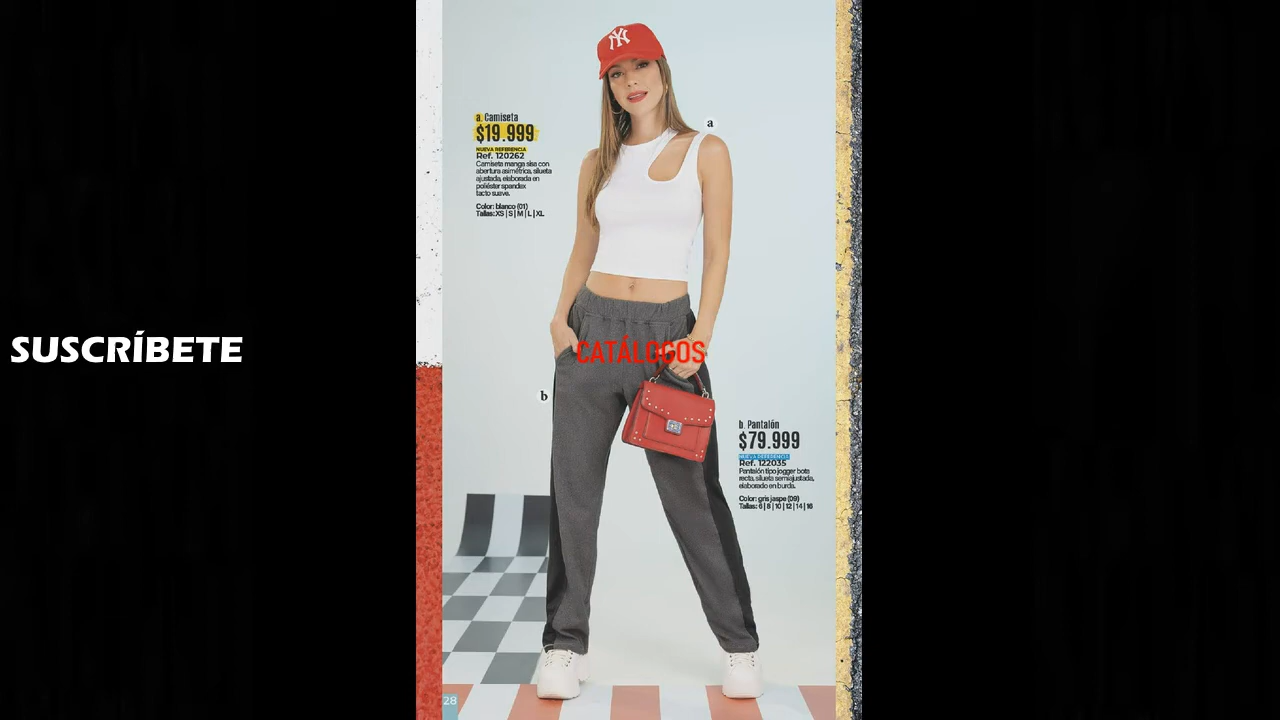 NY
a. Camiseta
$19.999
NUEVA REFERENCIA
Ref. 120262
Camiseta manga sisa con
abertura asimétrica, silueta
ajustada, elaborada en
poliéster spandex
tacto suave.
Color: blanco (01)
Tallas: XS | S | M | L | XL
a
SUSCRÍBETE
CATÁLOGOS
b
b. Pantalón
$79.999
NUEVA REFERENCIA
Ref. 122035
Pantalón tipo jogger bota
recta, silueta semiajustada,
elaborado en burda.
Color: gris jaspe (09)
Tallas: 6 | 8 | 10 | 12 | 14 | 16
28